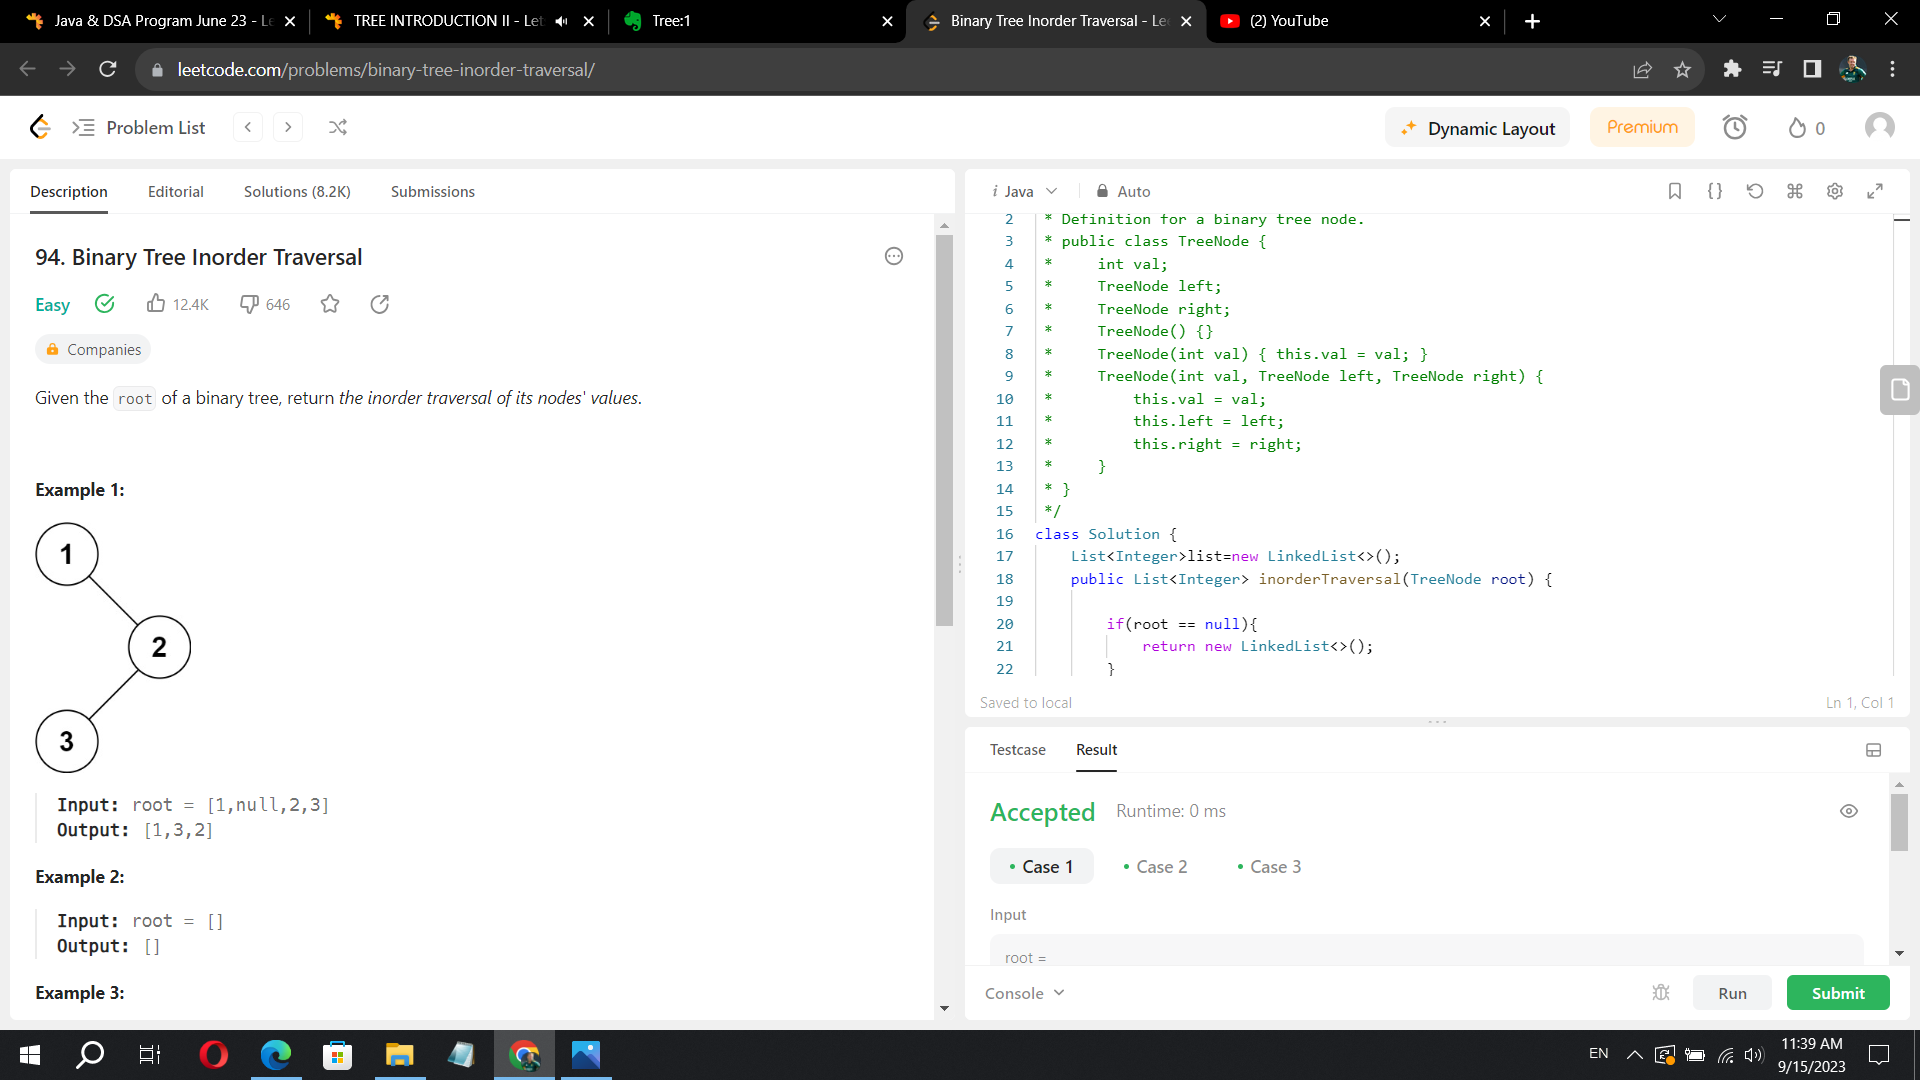 Java & DSA Program June 23 - Le
TREE INTRODUCTION II - Let
Tree:1
Binary Tree Inorder Traversal - Le
(2) YouTube
leetcode.com/problems/binary-tree-inorder-traversal/
Problem List
Dynamic Layout
Premium
0
Description
Editorial
Solutions (8.2K)
Submissions
94. Binary Tree Inorder Traversal
Easy
12.4K
646
Companies
Given the root of a binary tree, return the inorder traversal of its nodes' values.
Example 1:
1
2
3
Input: root = [1,null,2,3]
Output: [1,3,2]
Example 2:
Input: root = []
Output: []
Example 3:
i Java
Auto
2 * Definition for a binary tree node.
3 * public class TreeNode {
4 * int val;
5 * TreeNode left;
6 * TreeNode right;
7 * TreeNode() {}
8 * TreeNode(int val) { this.val = val; }
9 * TreeNode(int val, TreeNode left, TreeNode right) {
10 * this.val = val;
11 * this.left = left;
12 * this.right = right;
13 * }
14 * }
15 */
16 class Solution {
17 List<Integer>list=new LinkedList<>();
18 public List<Integer> inorderTraversal(TreeNode root) {
19
20 if(root == null){
21 return new LinkedList<>();
22 }
Saved to local
Ln 1, Col 1
Testcase
Result
Accepted
Runtime: 0 ms
• Case 1
• Case 2
• Case 3
Input
root =
Console
Run
Submit
EN
11:39 AM
9/15/2023